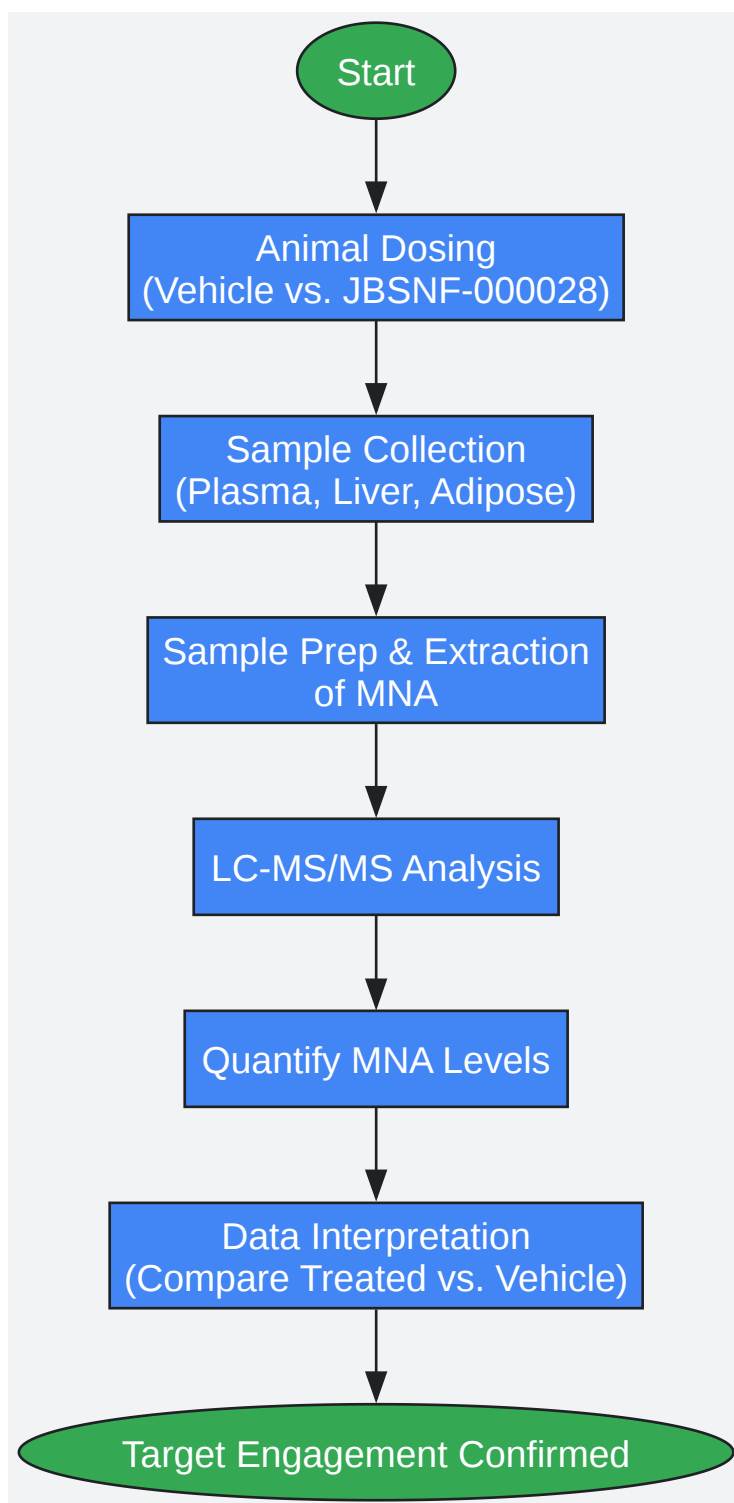 Start
Animal Dosing
(Vehicle vs. JBSNF-000028)
Sample Collection
(Plasma, Liver, Adipose)
Sample Prep & Extraction
of MNA
LC-MS/MS Analysis
Quantify MNA Levels
Data Interpretation
(Compare Treated vs. Vehicle)
Target Engagement Confirmed